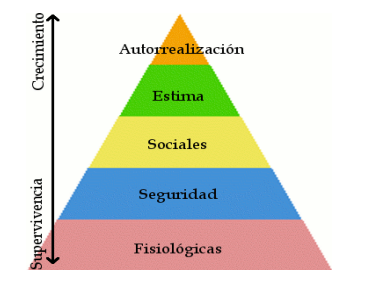 Crecimiento
Supervivencia
Autorrealización
Estima
Sociales
Seguridad
Fisiológicas